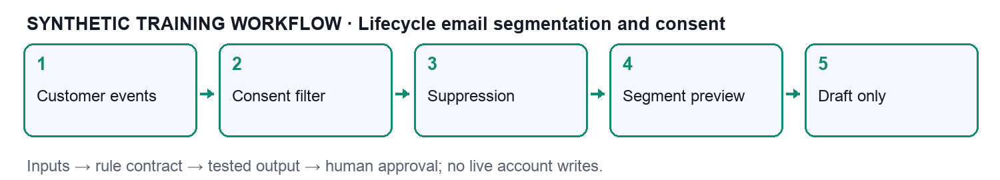 SYNTHETIC TRAINING WORKFLOW · Lifecycle email segmentation and consent
1
Customer events
2
Consent filter
3
Suppression
4
Segment preview
5
Draft only
Inputs → rule contract → tested output → human approval; no live account writes.